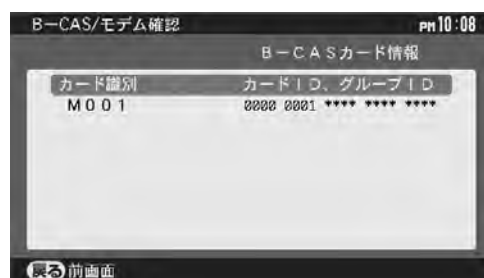 B－CAS/モデム確認 PM10:08
B－CASカード情報
カード識別 カードID、グループID
M001 0000 0001 **** **** ****
戻る 前画面